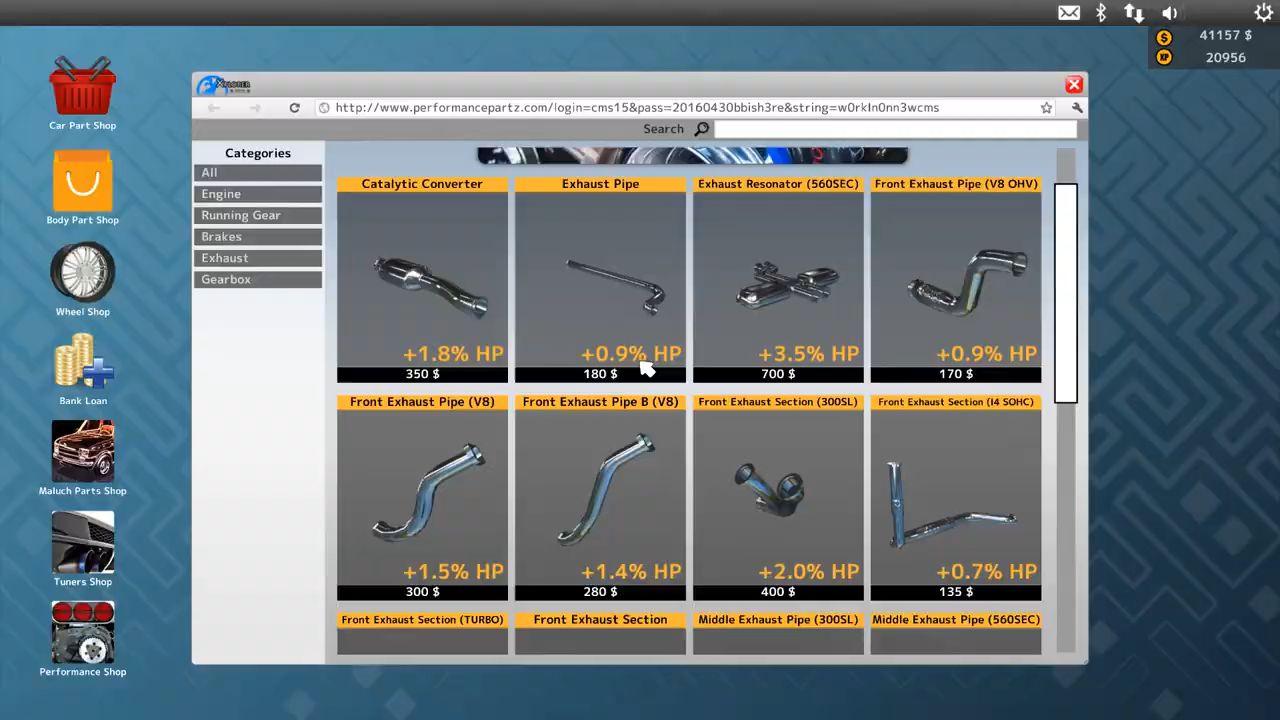 41157 $
20956
Car Part Shop
Body Part Shop
Wheel Shop
Bank Loan
Maluch Parts Shop
Tuners Shop
Performance Shop
http://www.performancepartz.com/login=cms15&pass=20160430bbish3re&string=w0rkIn0nn3wcms
Search
Categories
All
Engine
Running Gear
Brakes
Exhaust
Gearbox
Catalytic Converter
+1.8% HP
350 $
Exhaust Pipe
+0.9% HP
180 $
Exhaust Resonator (560SEC)
+3.5% HP
700 $
Front Exhaust Pipe (V8 OHV)
+0.9% HP
170 $
Front Exhaust Pipe (V8)
+1.5% HP
300 $
Front Exhaust Pipe B (V8)
+1.4% HP
280 $
Front Exhaust Section (300SL)
+2.0% HP
400 $
Front Exhaust Section (I4 SOHC)
+0.7% HP
135 $
Front Exhaust Section (TURBO)
Front Exhaust Section
Middle Exhaust Pipe (300SL)
Middle Exhaust Pipe (560SEC)